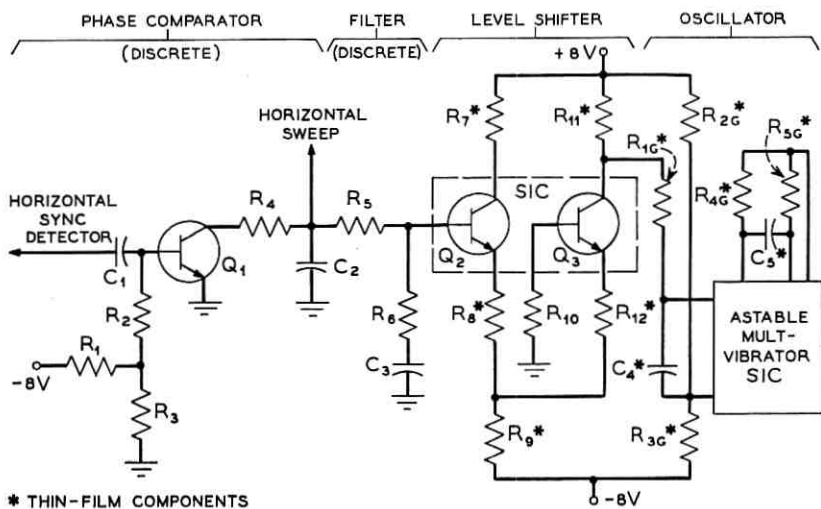 PHASE COMPARATOR
(DISCRETE)
FILTER
(DISCRETE)
LEVEL SHIFTER
OSCILLATOR
+8V
R7*
R11*
R2G*
R5G*
R1G*
R4G*
HORIZONTAL
SWEEP
SIC
HORIZONTAL
SYNC
DETECTOR
R4
R5
C1
Q1
C2
Q2
Q3
C5*
R2
R6
R8*
R10
R12*
ASTABLE
MULT-
VIBRATOR
SIC
R1
-8V
C3
C4*
R3
R9*
R3G*
-8V
* THIN-FILM COMPONENTS